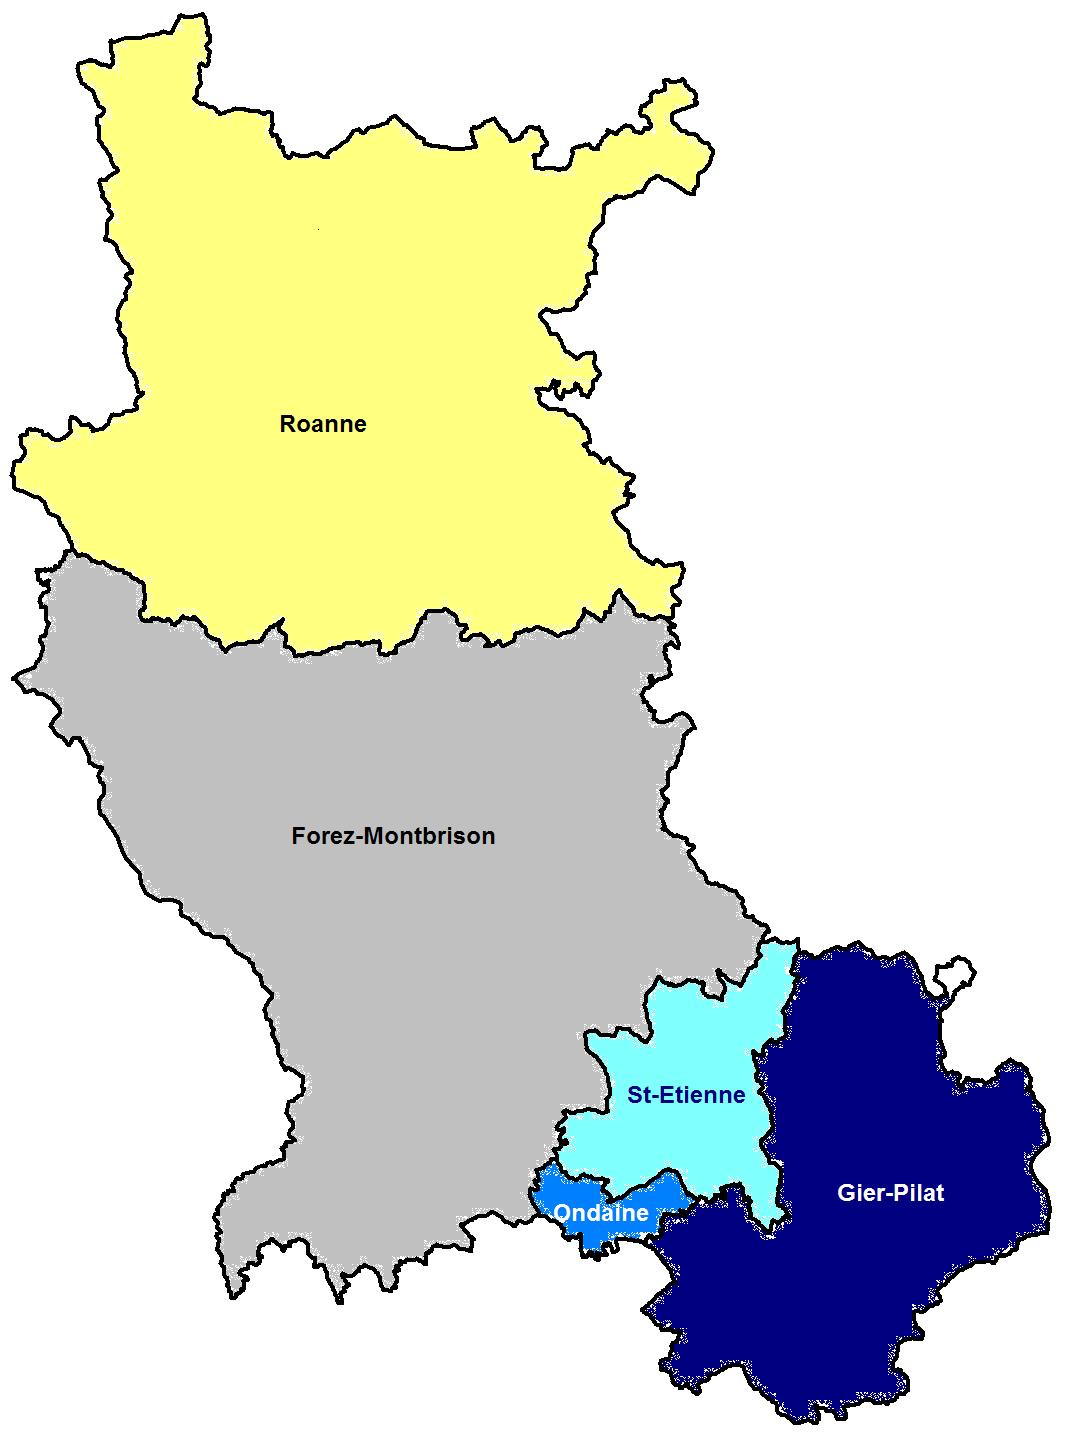 Roanne
Forez-Montbrison
St-Etienne
Gier-Pilat
Ondaine